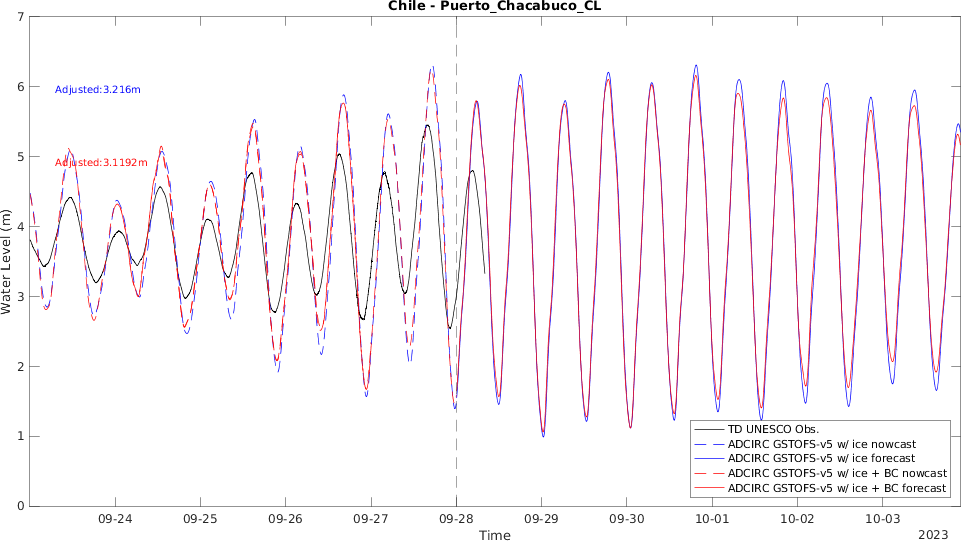 Chile - Puerto_Chacabuco_CL
7
6
5
4
3
2
1
0
Water Level (m)
Adjusted:3.216m
Adjusted:3.1192m
TD UNESCO Obs.
ADCIRC GSTOFS-v5 w/ ice nowcast
ADCIRC GSTOFS-v5 w/ ice forecast
ADCIRC GSTOFS-v5 w/ ice + BC nowcast
ADCIRC GSTOFS-v5 w/ ice + BC forecast
09-24 09-25 09-26 09-27 09-28 09-29 09-30 10-01 10-02 10-03
Time
2023